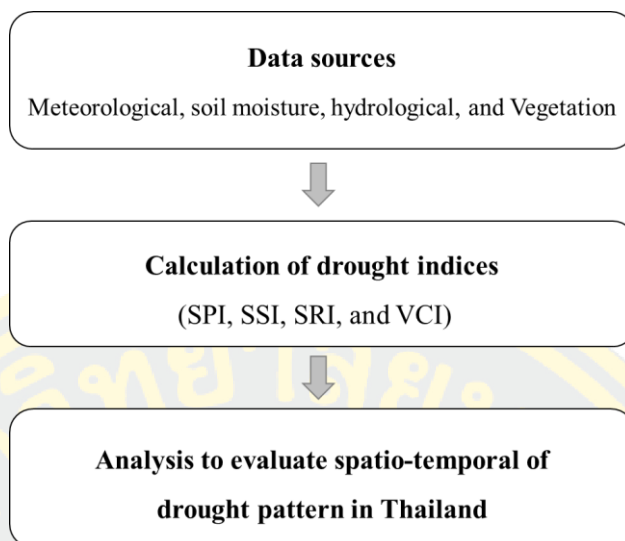 Data sources
Meteorological, soil moisture, hydrological, and Vegetation
Calculation of drought indices
(SPI, SSI, SRI, and VCI)
Analysis to evaluate spatio-temporal of
drought pattern in Thailand